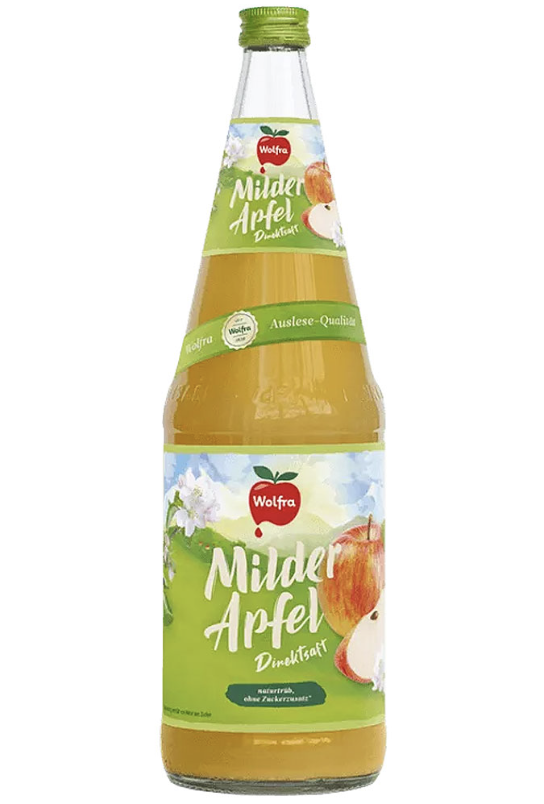 Wolfra
Milder
Apfel
Direktsaft
Wolfra
Wolfra
Auslese-Qualität
Wolfra
Milder
Apfel
Direktsaft
naturtrüb,
ohne Zuckerzusatz*